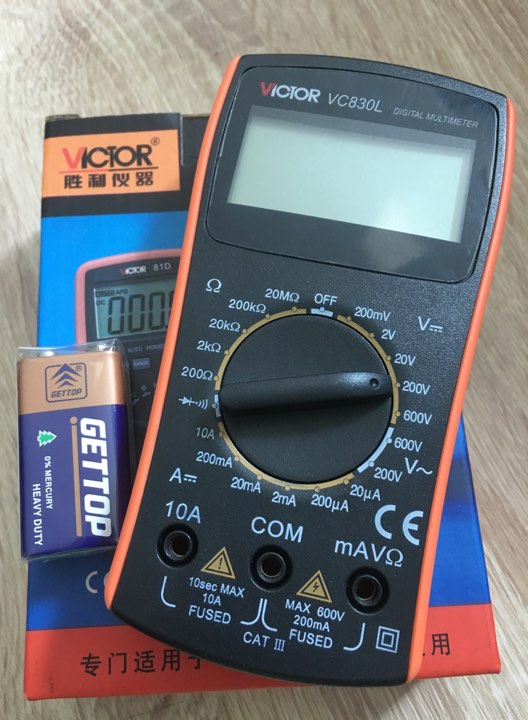 VICTOR VC830L DIGITAL MULTIMETER
VICTOR®
胜利仪器
VICTOR 81D
AUTO
000
Ω
20MΩ
OFF
200mV
V⎓
200kΩ
2V
20kΩ
20V
2kΩ
200V
200Ω
600V
600V
10A
200V
V~
200mA
20mA
2mA
200μA
20μA
A⎓
CE
10A
COM
mAVΩ
10sec MAX
10A
FUSED
MAX 600V
200mA
FUSED
CAT III
GETTOP
GETTOP
0% MERCURY
HEAVY DUTY
C
专门适用于
用